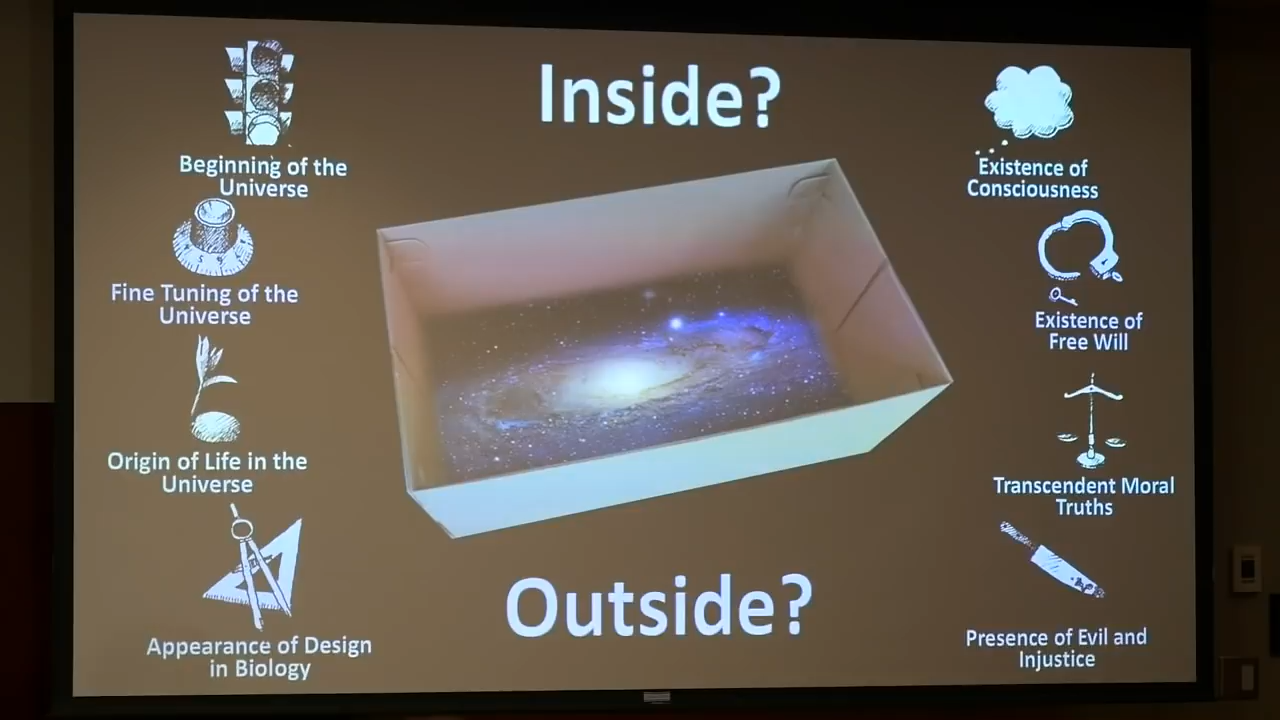 Inside?
Beginning of the
Universe
Fine Tuning of the
Universe
Origin of Life in the
Universe
Appearance of Design
in Biology
Existence of
Consciousness
Existence of
Free Will
Transcendent Moral
Truths
Presence of Evil and
Injustice
Outside?